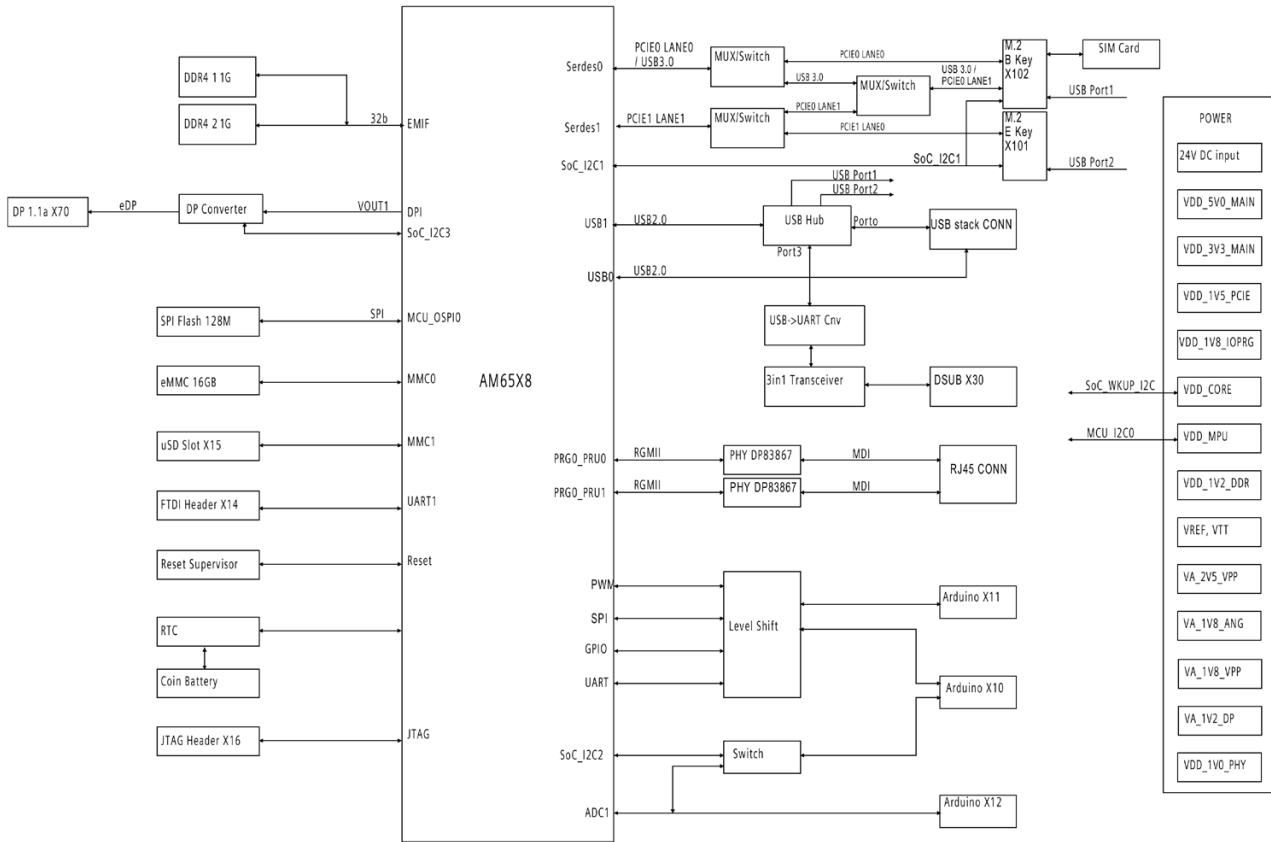 DDR4 1 1G
DDR4 2 1G
32b
EMIF
DP 1.1a X70
eDP
DP Converter
VOUT1
DPI
SoC_I2C3
SPI Flash 128M
SPI
MCU_OSPI0
eMMC 16GB
MMC0
uSD Slot X15
MMC1
FTDI Header X14
UART1
Reset Supervisor
Reset
RTC
Coin Battery
JTAG Header X16
JTAG
AM65X8
Serdes0
PCIE0 LANE0
/ USB3.0
MUX/Switch
PCIE0 LANE0
USB 3.0
MUX/Switch
USB 3.0 /
PCIE0 LANE1
M.2
B Key
X102
SIM Card
USB Port1
Serdes1
PCIE1 LANE1
MUX/Switch
PCIE0 LANE1
PCIE1 LANE0
M.2
E Key
X101
USB Port2
SoC_I2C1
SoC_I2C1
USB Port1
USB Port2
USB1
USB2.0
USB Hub
Porto
USB stack CONN
Port3
USB0
USB2.0
USB->UART Cnv
3in1 Transceiver
DSUB X30
PRG0_PRU0
RGMII
PHY DP83867
MDI
RJ45 CONN
PRG0_PRU1
RGMII
PHY DP83867
MDI
PWM
SPI
GPIO
UART
Level Shift
Arduino X11
Arduino X10
SoC_I2C2
Switch
ADC1
Arduino X12
POWER
24V DC input
VDD_5V0_MAIN
VDD_3V3_MAIN
VDD_1V5_PCIE
VDD_1V8_IOPRG
SoC_WKUP_I2C
VDD_CORE
MCU_I2C0
VDD_MPU
VDD_1V2_DDR
VREF, VTT
VA_2V5_VPP
VA_1V8_ANG
VA_1V8_VPP
VA_1V2_DP
VDD_1V0_PHY